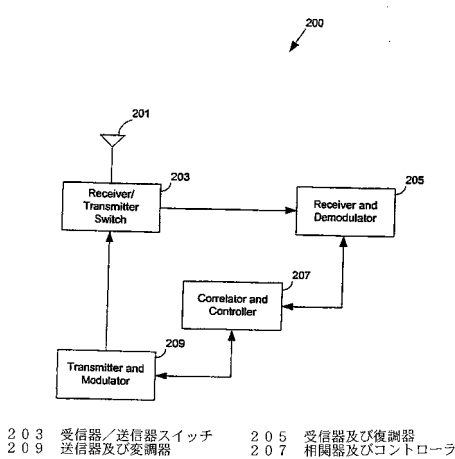 200
201
203
Receiver/
Transmitter
Switch
205
Receiver and
Demodulator
207
Correlator and
Controller
209
Transmitter and
Modulator
203 受信器/送信器スイッチ 205 受信器及び復調器
209 送信器及び変調器 207 相関器及びコントローラ